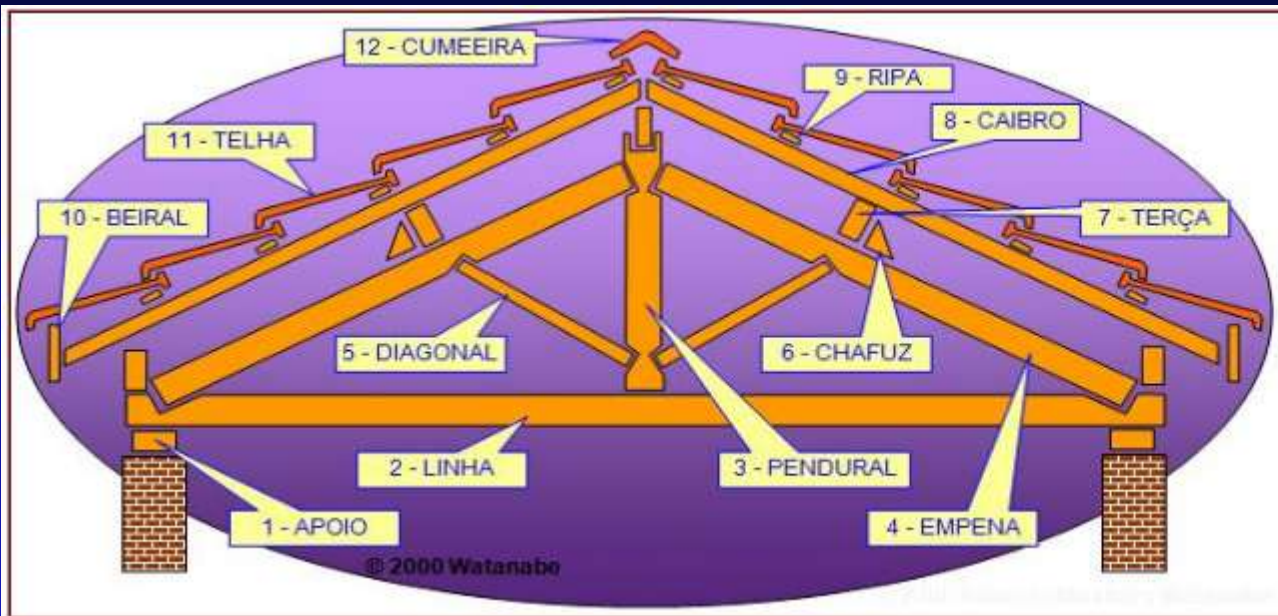 12 - CUMEEIRA
9 - RIPA
8 - CAIBRO
11 - TELHA
10 - BEIRAL
7 - TERÇA
5 - DIAGONAL
6 - CHAFUZ
2 - LINHA
3 - PENDURAL
1 - APOIO
4 - EMPENA
© 2000 Watanabe